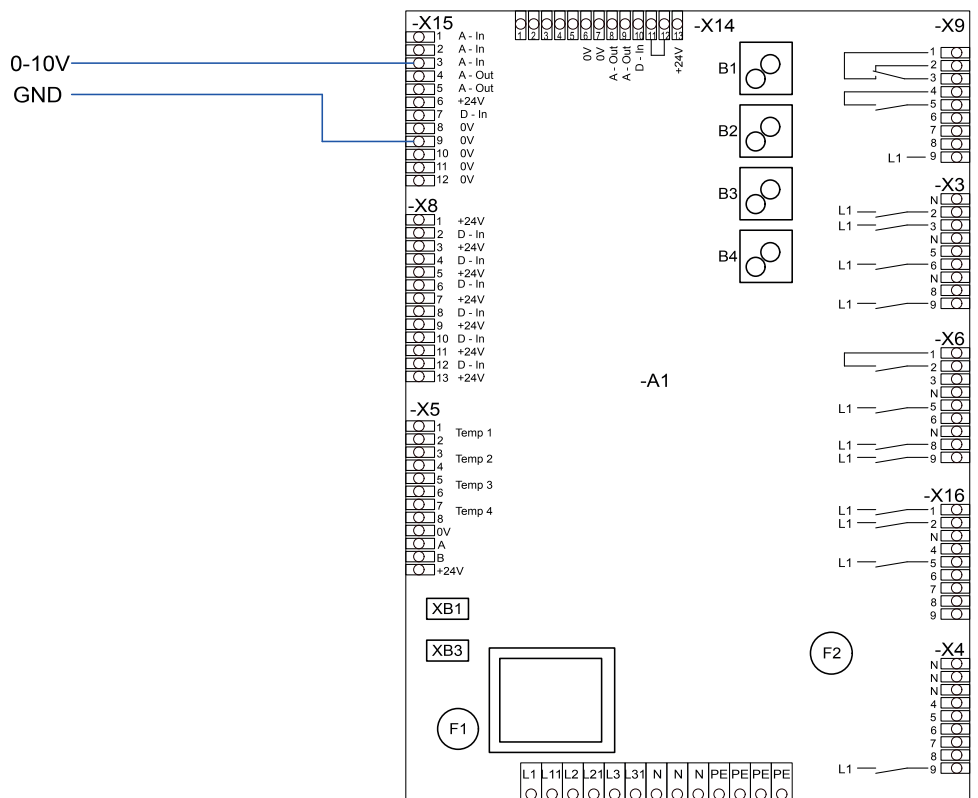 -X15
1 A - In
2 A - In
3 A - In
4 A - Out
5 A - Out
6 +24V
7 D - In
8 0V
9 0V
10 0V
11 0V
12 0V
0-10V
GND
-X8
1 +24V
2 D - In
3 +24V
4 D - In
5 +24V
6 D - In
7 +24V
8 D - In
9 +24V
10 D - In
11 +24V
12 D - In
13 +24V
-X5
1
2
Temp 1
3
4
Temp 2
5
6
Temp 3
7
8
Temp 4
0V
A
B
+24V
XB1
XB3
F1
-X14
1 2 3 4 5 6 7 8 9 10 11 12 13
0V
0V
A - Out
A - Out
D - In
+24V
B1
B2
B3
B4
-A1
F2
-X9
1
2
3
4
5
6
7
8
L1 9
-X3
N
L1 2
L1 3
N
5
L1 6
N
8
L1 9
-X6
1
2
3
N
L1 5
6
N
L1 8
L1 9
-X16
L1 1
L1 2
N
4
L1 5
6
7
8
9
-X4
N
N
N
4
5
6
7
8
L1 9
L1 L11 L2 L21 L3 L31 N N N PE PE PE PE